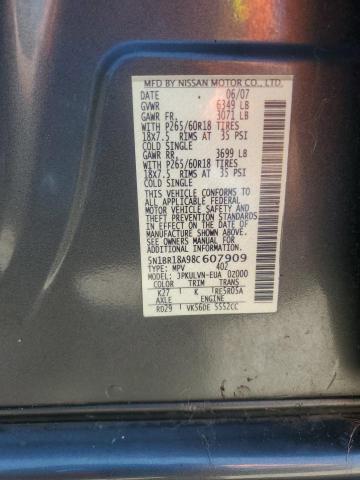 MFD BY NISSAN MOTOR CO., LTD.
DATE 06/07
GVWR 6349 LB
GAWR FR. 3071 LB
WITH P265/60R18 TIRES
18X7.5 RIMS AT 35 PSI
COLD SINGLE
GAWR RR. 3699 LB
WITH P265/60R18 TIRES
18X7.5 RIMS AT 35 PSI
COLD SINGLE
THIS VEHICLE CONFORMS TO
ALL APPLICABLE FEDERAL
MOTOR VEHICLE SAFETY
AND THEFT PREVENTION
STANDARDS IN EFFECT ON
THE DATE OF MANUFACTURE
SHOWN ABOVE
SEE OWNERS MANUAL FOR
ADDITIONAL INFORMATION.
5N1BR18A98C607909
TYPE: MPV 402
MODEL: JPKULVN-EUA 02000
COLOR TRIM TRANS
K27 K RE5R05A
AXLE ENGINE
R029 VK56DE 5552CC